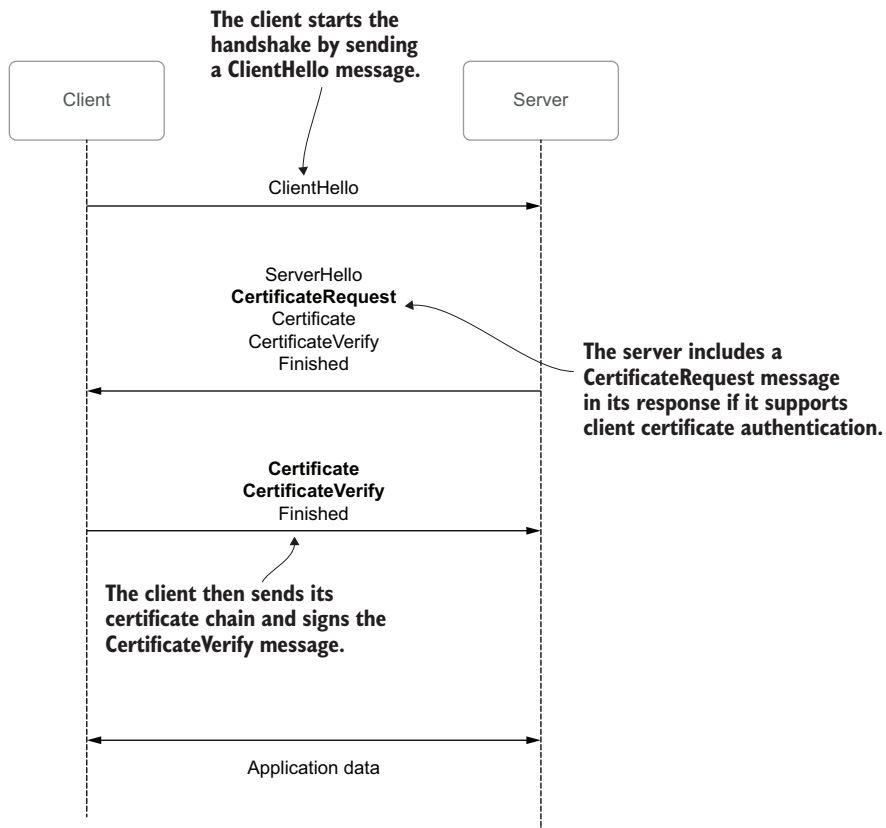 The client starts the
handshake by sending
a ClientHello message.
Client
Server
ClientHello
ServerHello
CertificateRequest
Certificate
CertificateVerify
Finished
The server includes a
CertificateRequest message
in its response if it supports
client certificate authentication.
Certificate
CertificateVerify
Finished
The client then sends its
certificate chain and signs the
CertificateVerify message.
Application data